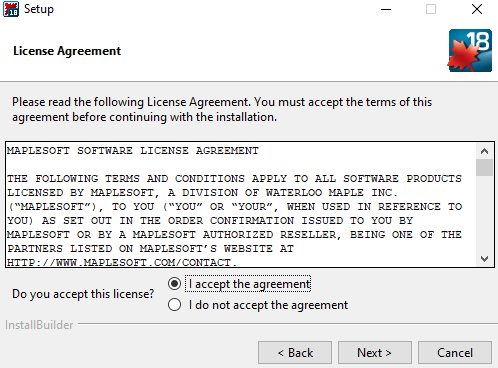 18 Setup
License Agreement
18
Please read the following License Agreement. You must accept the terms of this
agreement before continuing with the installation.
MAPLESOFT SOFTWARE LICENSE AGREEMENT
THE FOLLOWING TERMS AND CONDITIONS APPLY TO ALL SOFTWARE PRODUCTS
LICENSED BY MAPLESOFT, A DIVISION OF WATERLOO MAPLE INC.
(“MAPLESOFT”), TO YOU (“YOU” OR “YOUR”, WHEN USED IN REFERENCE TO
YOU) AS SET OUT IN THE ORDER CONFIRMATION ISSUED TO YOU BY
MAPLESOFT OR BY A MAPLESOFT AUTHORIZED RESELLER, BEING ONE OF THE
PARTNERS LISTED ON MAPLESOFT’S WEBSITE AT
HTTP://WWW.MAPLESOFT.COM/CONTACT.
Do you accept this license?
I accept the agreement
I do not accept the agreement
InstallBuilder
< Back Next > Cancel